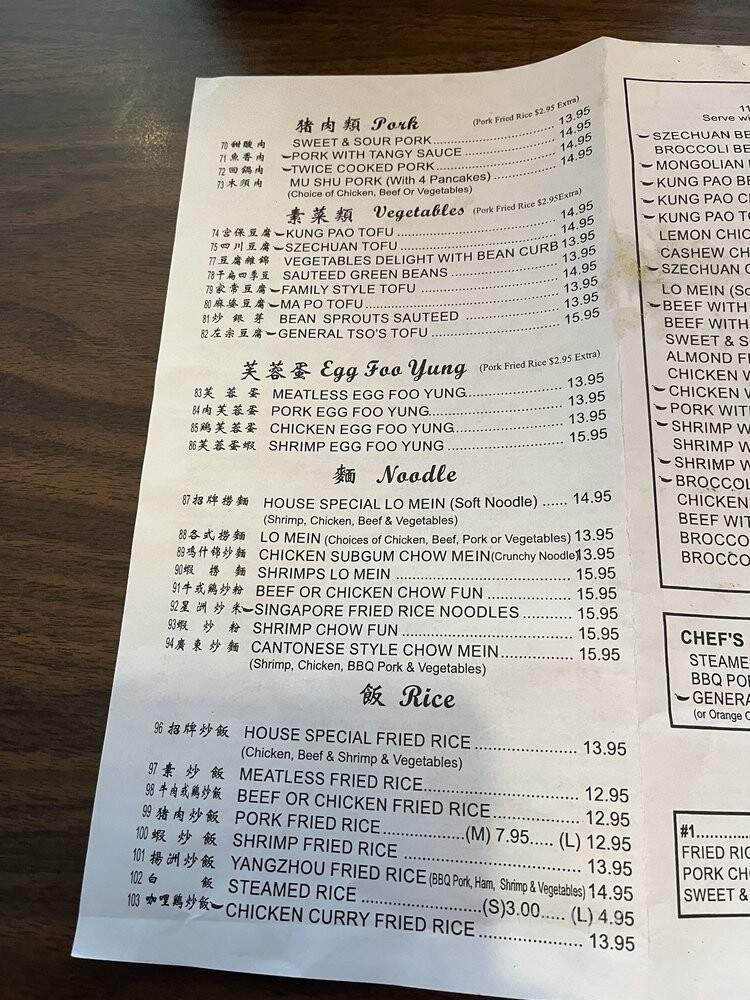 猪肉類 Pork (Pork Fried Rice $2.95 Extra)
70 甜酸肉 SWEET & SOUR PORK 13.95
71 魚香肉 PORK WITH TANGY SAUCE 14.95
72 回鍋肉 TWICE COOKED PORK 14.95
73 木須肉 MU SHU PORK (With 4 Pancakes) 14.95
(Choice of Chicken, Beef Or Vegetables)
素菜類 Vegetables (Pork Fried Rice $2.95 Extra)
74 宮保豆腐 KUNG PAO TOFU 14.95
75 四川豆腐 SZECHUAN TOFU 14.95
77 豆腐雜錦 VEGETABLES DELIGHT WITH BEAN CURB 13.95
78 干扁四季豆 SAUTEED GREEN BEANS 14.95
79 家常豆腐 FAMILY STYLE TOFU 13.95
80 麻婆豆腐 MA PO TOFU 13.95
81 炒銀芽 BEAN SPROUTS SAUTEED 13.95
82 左宗豆腐 GENERAL TSO'S TOFU 15.95
芙蓉蛋 Egg Foo Yung (Pork Fried Rice $2.95 Extra)
83 芙蓉蛋 MEATLESS EGG FOO YUNG 13.95
84 肉芙蓉蛋 PORK EGG FOO YUNG 13.95
85 鷄芙蓉蛋 CHICKEN EGG FOO YUNG 13.95
86 芙蓉蛋蝦 SHRIMP EGG FOO YUNG 15.95
麵 Noodle
87 招牌撈麵 HOUSE SPECIAL LO MEIN (Soft Noodle) 14.95
(Shrimp, Chicken, Beef & Vegetables)
88 各式撈麵 LO MEIN (Choices of Chicken, Beef, Pork or Vegetables) 13.95
89 鸡什锦炒麵 CHICKEN SUBGUM CHOW MEIN (Crunchy Noodle) 13.95
90 蝦撈麵 SHRIMPS LO MEIN 15.95
91 牛或鷄炒粉 BEEF OR CHICKEN CHOW FUN 15.95
92 星洲炒米 SINGAPORE FRIED RICE NOODLES 15.95
93 蝦炒粉 SHRIMP CHOW FUN 15.95
94 廣東炒麵 CANTONESE STYLE CHOW MEIN 15.95
(Shrimp, Chicken, BBQ Pork & Vegetables)
飯 Rice
96 招牌炒飯 HOUSE SPECIAL FRIED RICE 13.95
(Chicken, Beef & Shrimp & Vegetables)
97 素炒飯 MEATLESS FRIED RICE 12.95
98 牛肉或鷄炒飯 BEEF OR CHICKEN FRIED RICE 12.95
99 猪肉炒飯 PORK FRIED RICE (M) 7.95 (L) 12.95
100 蝦炒飯 SHRIMP FRIED RICE 13.95
101 揚洲炒飯 YANGZHOU FRIED RICE (BBQ Pork, Ham, Shrimp & Vegetables) 14.95
102 白飯 STEAMED RICE (S) 3.00 (L) 4.95
103 咖哩鷄炒飯 CHICKEN CURRY FRIED RICE 13.95
11
Serve
SZECHUAN
BROCCOLI
MONGOLIAN
KUNG PAO
KUNG PAO
KUNG PAO
LEMON
CASHEW
SZECHUAN
LO MEIN
BEEF WITH
BEEF WITH
SWEET &
ALMOND
CHICKEN
CHICKEN
PORK
SHRIMP
SHRIMP
SHRIMP
CHICKEN
BEEF
CHEF'S
BBQ
(or Orange
#1
FRIED
PORK
SWEET &